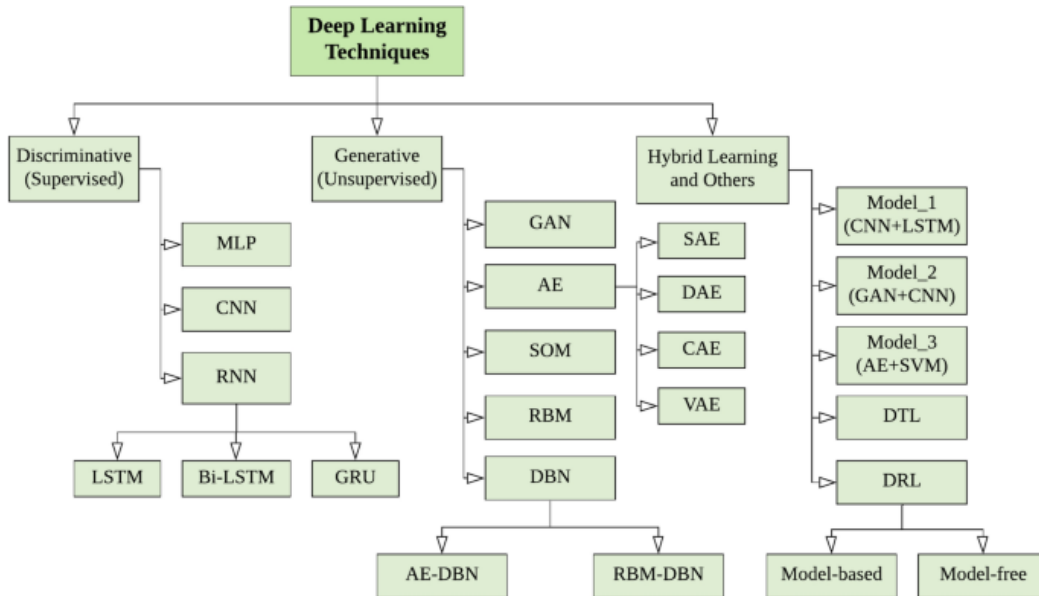 Deep Learning
Techniques
Discriminative
(Supervised)
MLP
CNN
RNN
LSTM
Bi-LSTM
GRU
Generative
(Unsupervised)
GAN
AE
SAE
DAE
CAE
VAE
SOM
RBM
DBN
AE-DBN
RBM-DBN
Hybrid Learning
and Others
Model_1
(CNN+LSTM)
Model_2
(GAN+CNN)
Model_3
(AE+SVM)
DTL
DRL
Model-based
Model-free